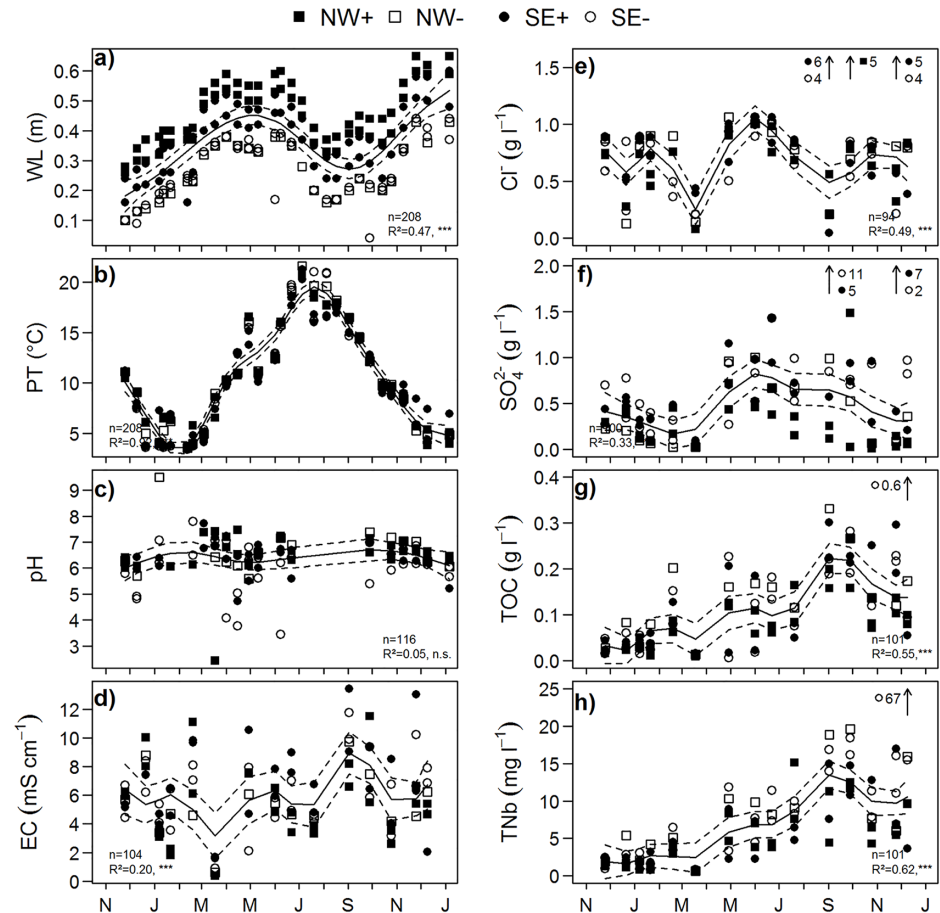 NW+ NW- SE+ SE-
a)
WL (m)
0.6
0.5
0.4
0.3
0.2
0.1
n=208
R²=0.47, ***
b)
PT (°C)
20
15
10
5
n=208
c)
pH
9
8
7
6
5
4
3
n=116
R²=0.05, n.s.
d)
EC (mS cm⁻¹)
12
10
8
6
4
2
0
n=104
R²=0.20, ***
N J M M J S N J
e)
Cl⁻ (g l⁻¹)
1.5
1.0
0.5
0.0
6 5 5
4 4
n=94
R²=0.49, ***
f)
SO₄²⁻ (g l⁻¹)
2.0
1.5
1.0
0.5
0.0
11 7
5 2
R²=0.33,
g)
TOC (g l⁻¹)
0.4
0.3
0.2
0.1
0.0
0.6
n=101
R²=0.55,***
h)
TNb (mg l⁻¹)
25
20
15
10
5
0
67
n=101
R²=0.62,***
N J M M J S N J